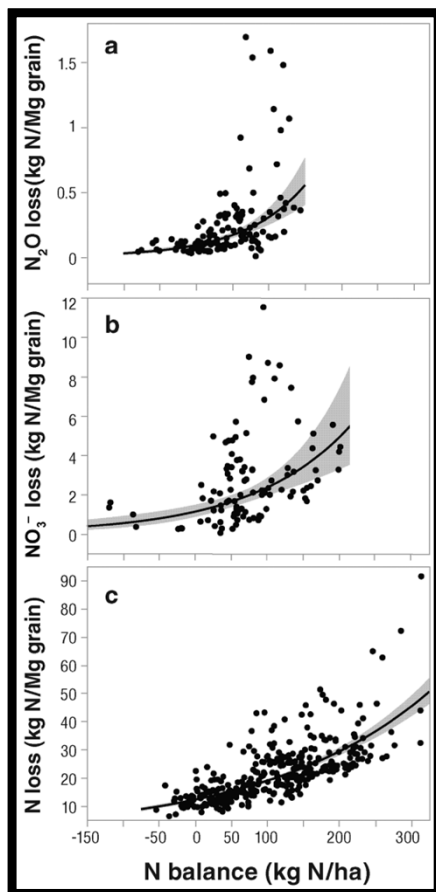 a
1.5
1
0.5
0
N₂O loss(kg N/Mg grain)
b
12
10
8
6
4
2
0
NO₃⁻ loss (kg N/Mg grain)
c
90
80
70
60
50
40
30
20
10
N loss (kg N/Mg grain)
-150 0 50 100 150 200 300
N balance (kg N/ha)